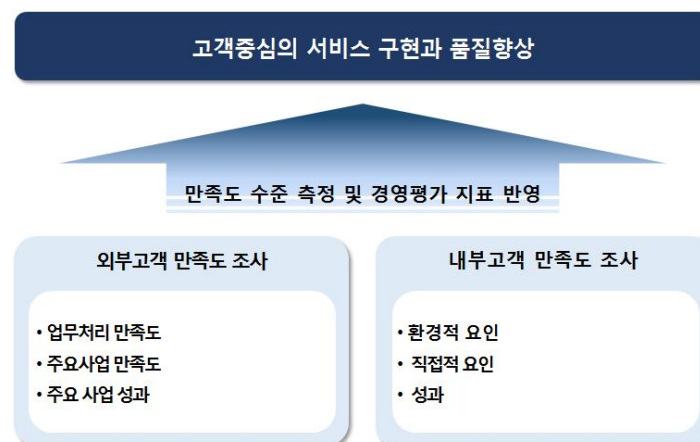 고객중심의 서비스 구현과 품질향상
만족도 수준 측정 및 경영평가 지표 반영
외부고객 만족도 조사
• 업무처리 만족도
• 주요사업 만족도
• 주요 사업 성과
내부고객 만족도 조사
• 환경적 요인
• 직접적 요인
• 성과